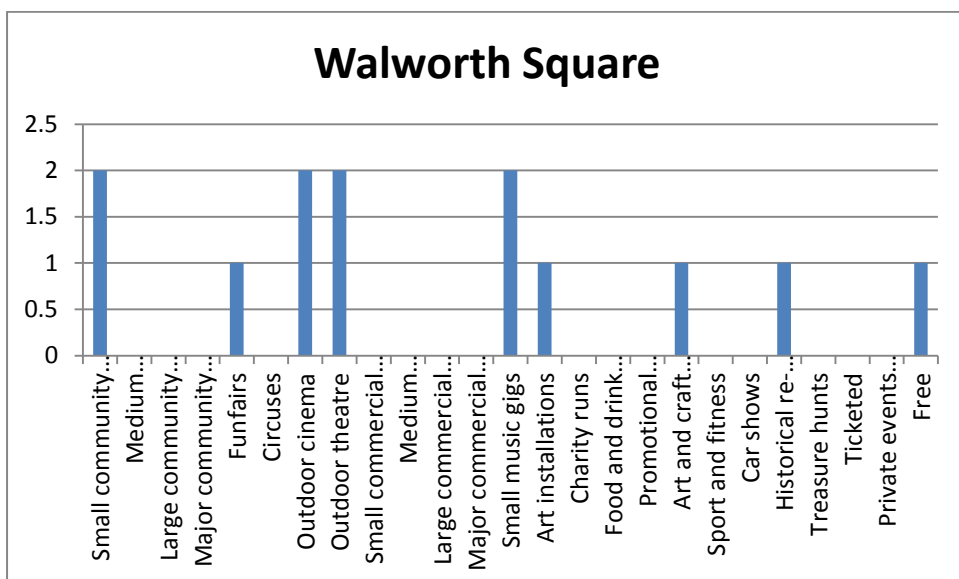 Walworth Square
2.5
2
1.5
1
0.5
0
Small community…
Medium…
Large community…
Major community…
Funfairs
Circuses
Outdoor cinema
Outdoor theatre
Small commercial…
Medium…
Large commercial…
Major commercial…
Small music gigs
Art installations
Charity runs
Food and drink…
Promotional…
Art and craft…
Sport and fitness
Car shows
Historical re-…
Treasure hunts
Ticketed
Private events…
Free